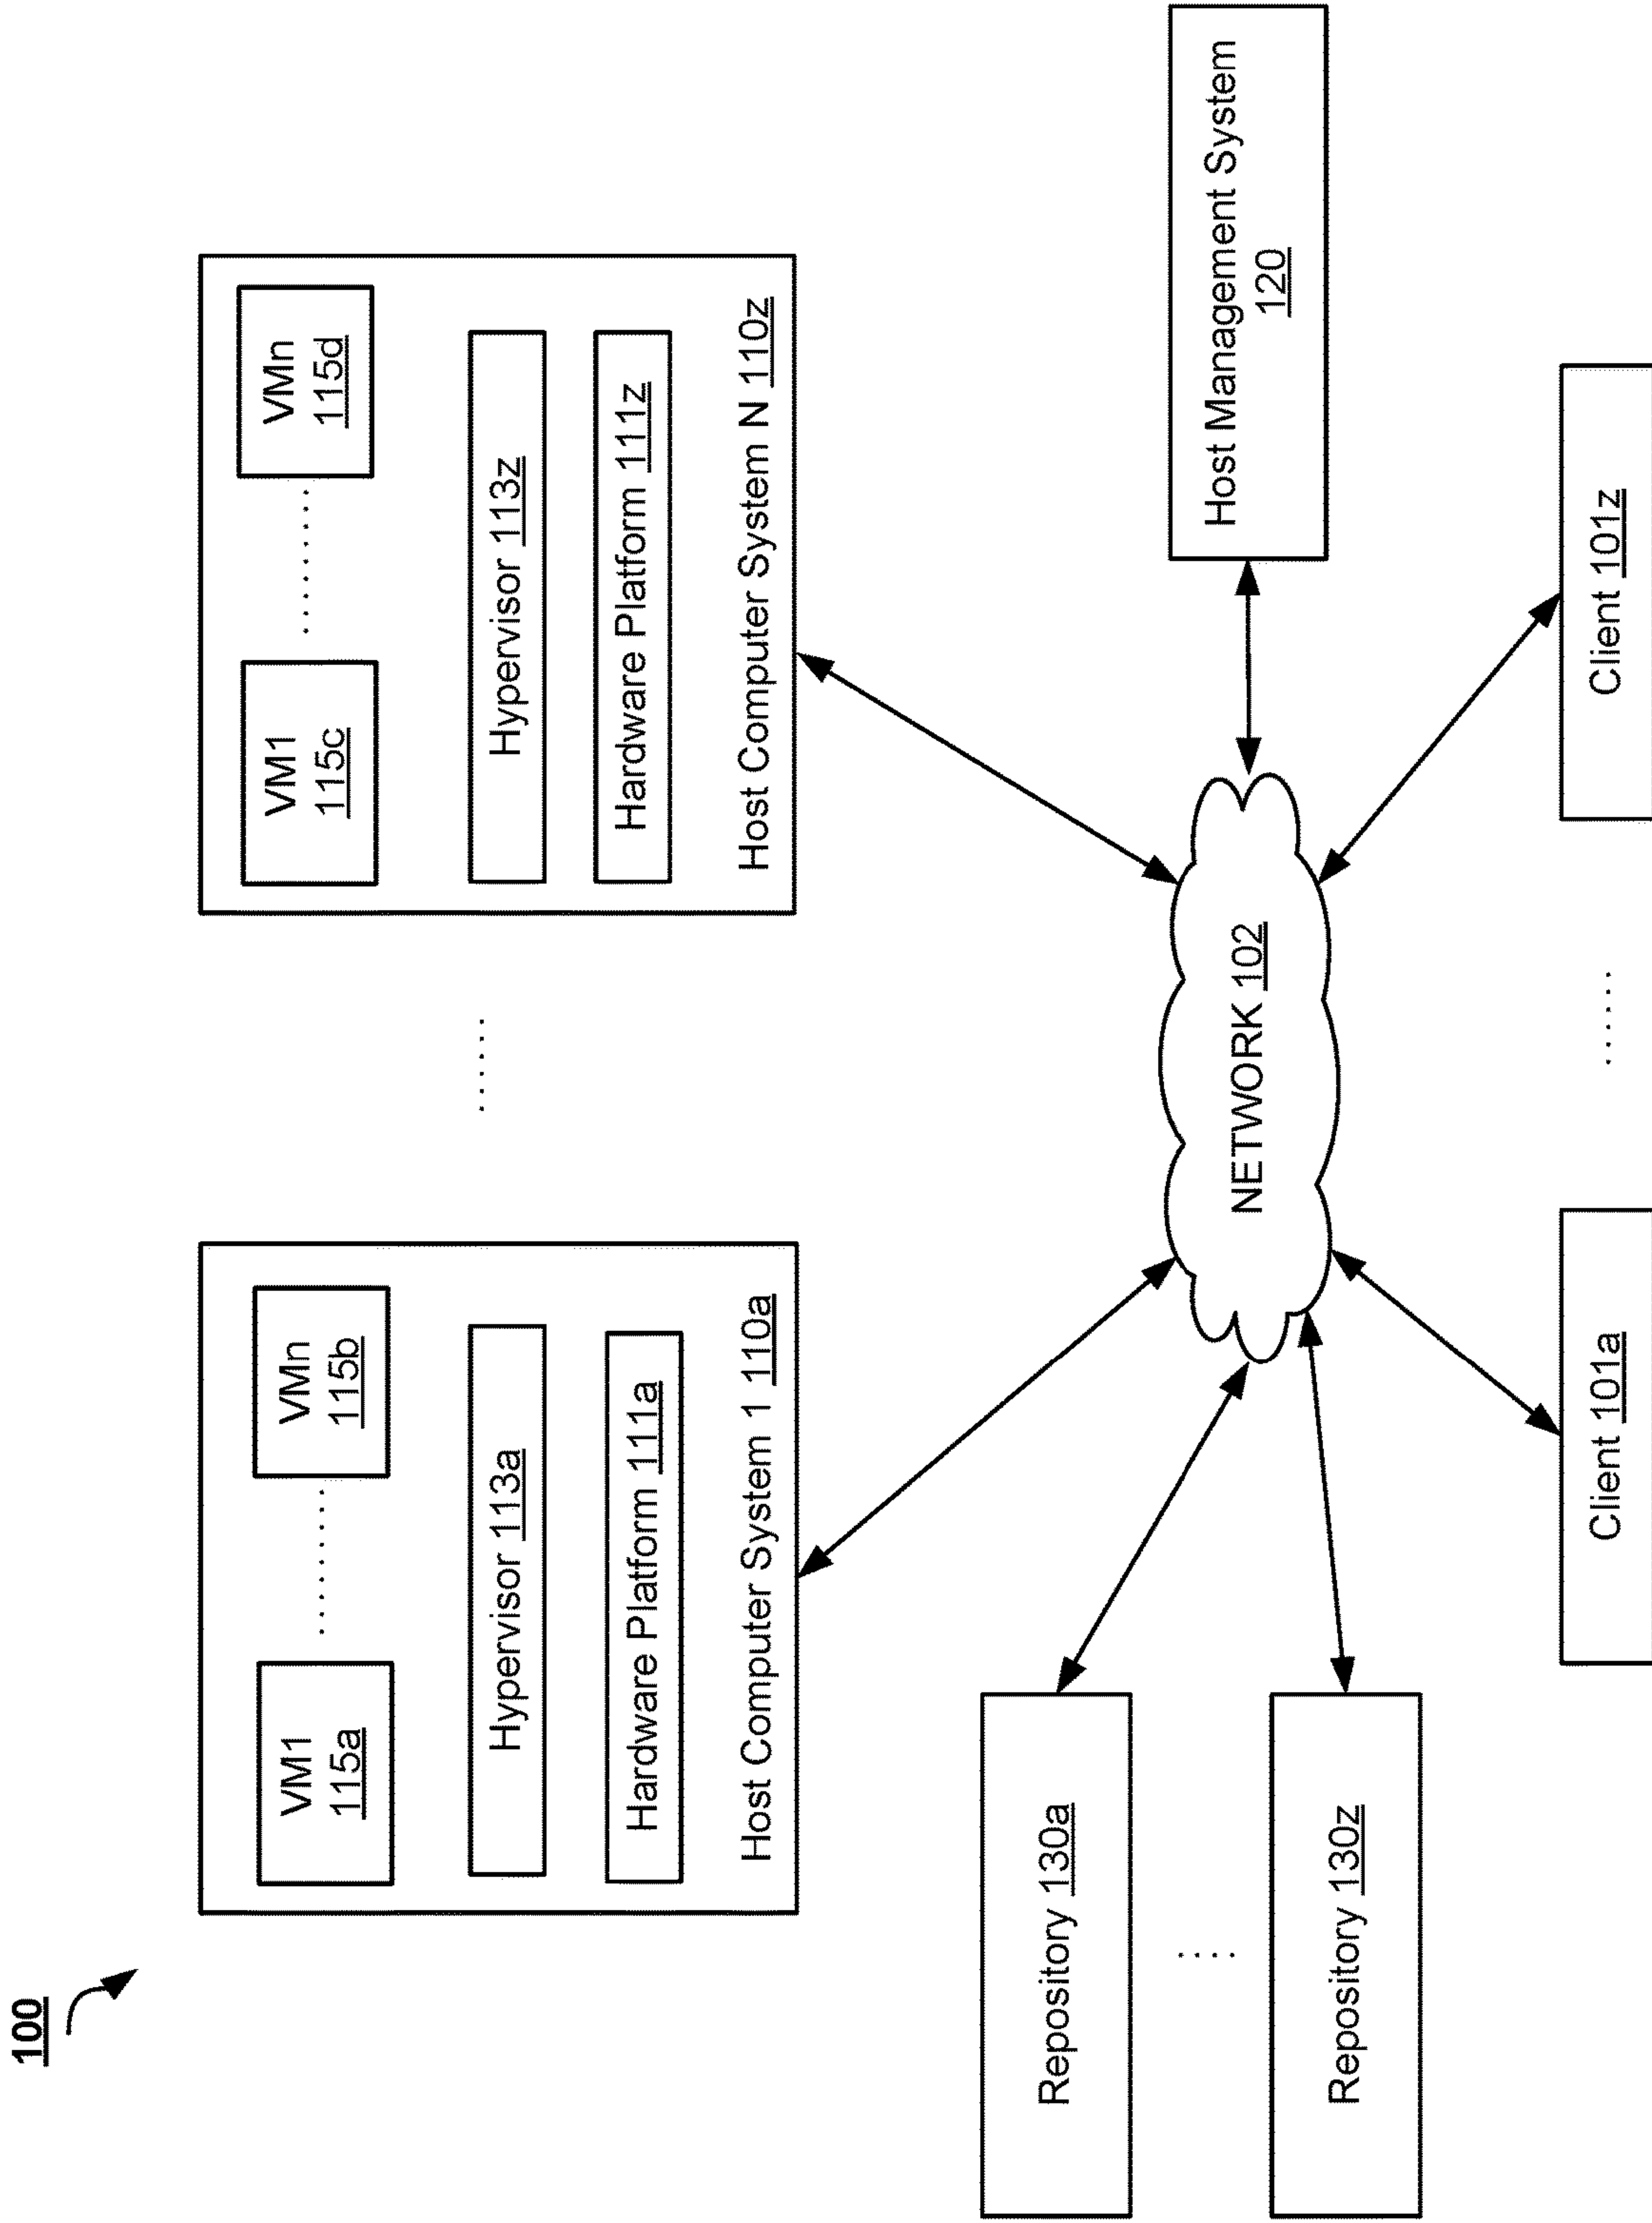 100
VM1
115a
.........
VMn
115b
Hypervisor 113a
Hardware Platform 111a
Host Computer System 1 110a
......
VM1
115c
.........
VMn
115d
Hypervisor 113z
Hardware Platform 111z
Host Computer System N 110z
Repository 130a
.....
Repository 130z
NETWORK 102
Host Management System
120
Client 101a
......
Client 101z